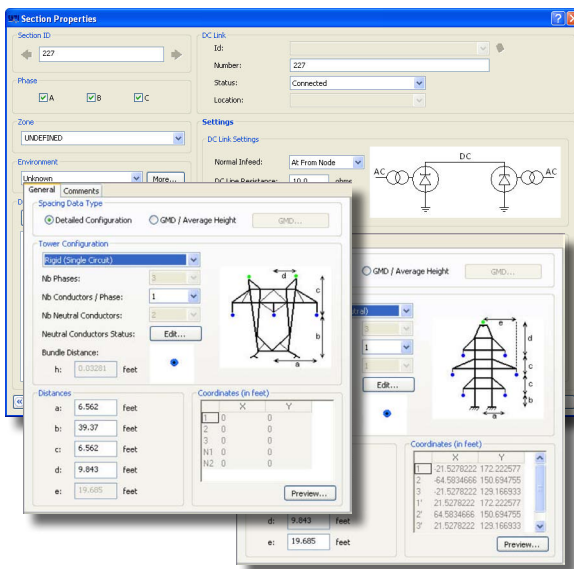 Section Properties
Section ID
227
Phase
A B C
Zone
UNDEFINED
Environment
Unknown More...
DC Link
Id:
Number: 227
Status: Connected
Location:
Settings
DC Link Settings
Normal Infeed: At From Node
DC Line Resistance: 10.0 ohms
AC DC AC
General Comments
Spacing Data Type
Detailed Configuration GMD / Average Height GMD...
Tower Configuration
Rigid (Single Circuit)
Nb Phases: 3
Nb Conductors / Phase: 1
Nb Neutral Conductors: 2
Neutral Conductors Status: Edit...
Bundle Distance:
h: 0.03281 feet
d
c
b
a
Distances
a: 6.562 feet
b: 39.37 feet
c: 6.562 feet
d: 9.843 feet
e: 19.685 feet
Coordinates (in feet)
X Y
1 0 0
2 0 0
3 0 0
N1 0 0
N2 0 0
Preview...
GMD / Average Height GMD...
3
1
1
Edit...
e
d
c
c
b
a
Coordinates (in feet)
X Y
1 -21.5278222 172.222577
2 -64.5834666 150.694755
3 -21.5278222 129.166933
1' 21.5278222 172.222577
2' 64.5834666 150.694755
3' 21.5278222 129.166933
d: 9.843 feet
e: 19.685 feet
Preview...